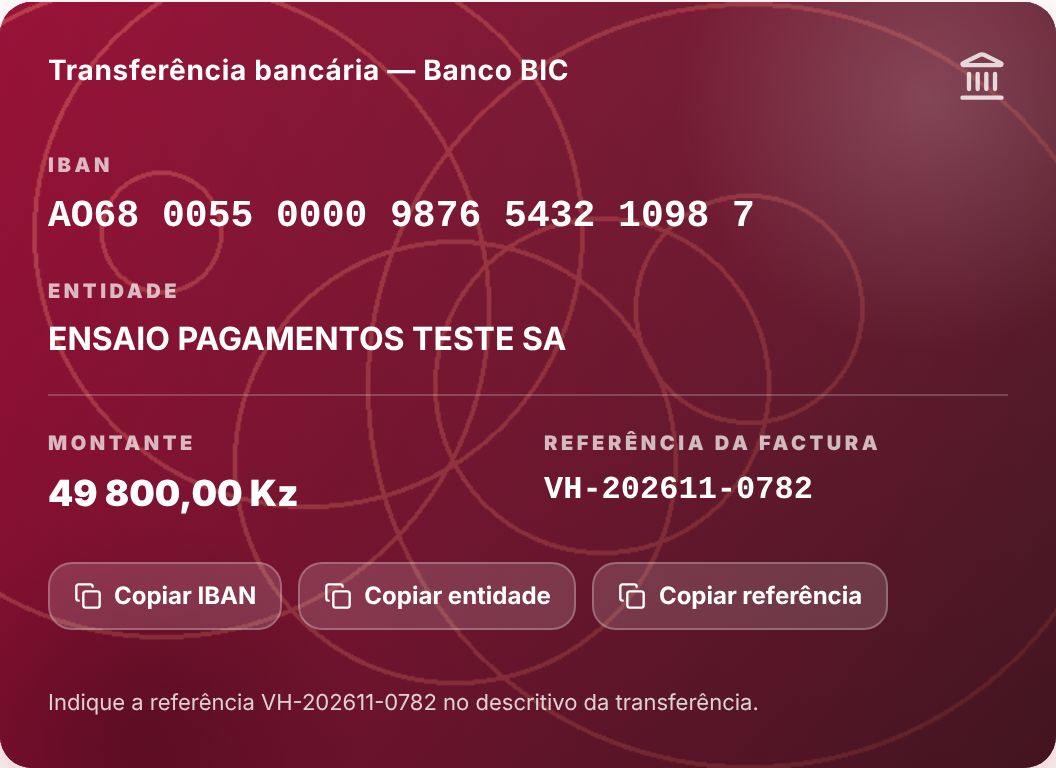 Transferência bancária — Banco BIC
IBAN
AO68 0055 0000 9876 5432 1098 7
ENTIDADE
ENSAIO PAGAMENTOS TESTE SA
MONTANTE
49 800,00 Kz
REFERÊNCIA DA FACTURA
VH-202611-0782
Copiar IBAN
Copiar entidade
Copiar referência
Indique a referência VH-202611-0782 no descritivo da transferência.